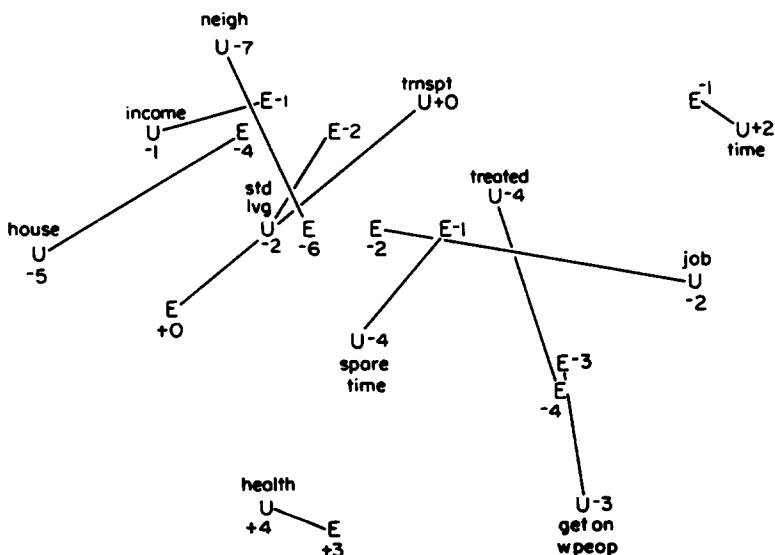 neigh
U-7
trnspt
U+0
E-1
E-1
income
U
-1
E
-4
E-2
U+2
time
std
lvg
U
-2
E
-6
E
-2
E-1
treated
U-4
house
U
-5
job
U
-2
E
+0
U-4
spare
time
E-3
E
-4
health
U
+4
E
+3
U-3
get on
wpeop